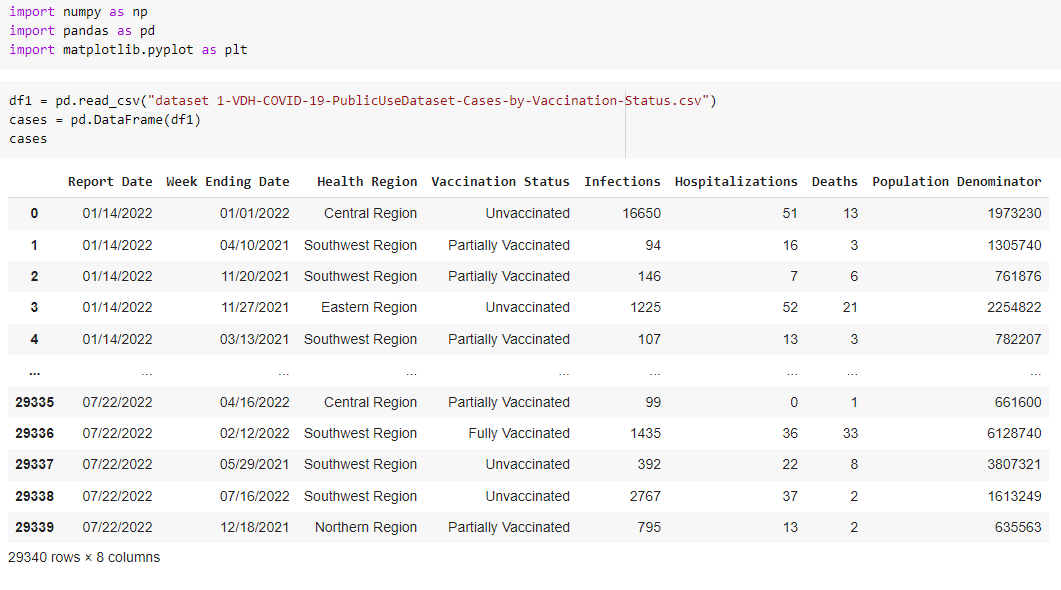 import numpy as np
import pandas as pd
import matplotlib.pyplot as plt
df1 = pd.read_csv("dataset 1-VDH-COVID-19-PublicUseDataset-Cases-by-Vaccination-Status.csv")
cases = pd.DataFrame(df1)
cases
Report Date Week Ending Date Health Region Vaccination Status Infections Hospitalizations Deaths Population Denominator
0 01/14/2022 01/01/2022 Central Region Unvaccinated 16650 51 13 1973230
1 01/14/2022 04/10/2021 Southwest Region Partially Vaccinated 94 16 3 1305740
2 01/14/2022 11/20/2021 Southwest Region Partially Vaccinated 146 7 6 761876
3 01/14/2022 11/27/2021 Eastern Region Unvaccinated 1225 52 21 2254822
4 01/14/2022 03/13/2021 Southwest Region Partially Vaccinated 107 13 3 782207
... ... ... ... ... ... ... ... ...
29335 07/22/2022 04/16/2022 Central Region Partially Vaccinated 99 0 1 661600
29336 07/22/2022 02/12/2022 Southwest Region Fully Vaccinated 1435 36 33 6128740
29337 07/22/2022 05/29/2021 Southwest Region Unvaccinated 392 22 8 3807321
29338 07/22/2022 07/16/2022 Southwest Region Unvaccinated 2767 37 2 1613249
29339 07/22/2022 12/18/2021 Northern Region Partially Vaccinated 795 13 2 635563
29340 rows × 8 columns